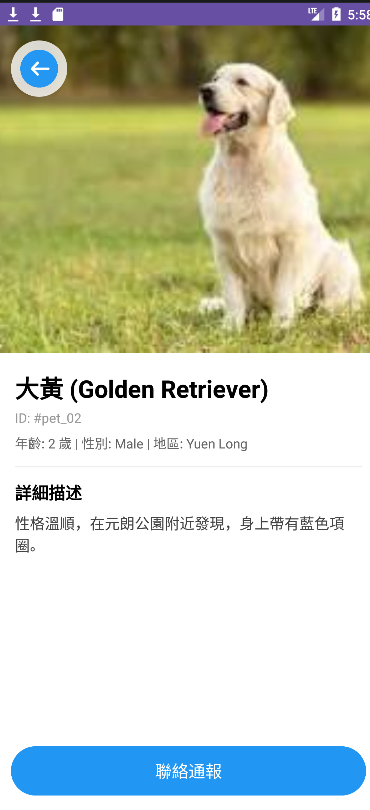 LTE 5:58
大黃 (Golden Retriever)
ID: #pet_02
年齡: 2 歲 | 性別: Male | 地區: Yuen Long
詳細描述
性格溫順，在元朗公園附近發現，身上帶有藍色項
圈。
聯絡通報